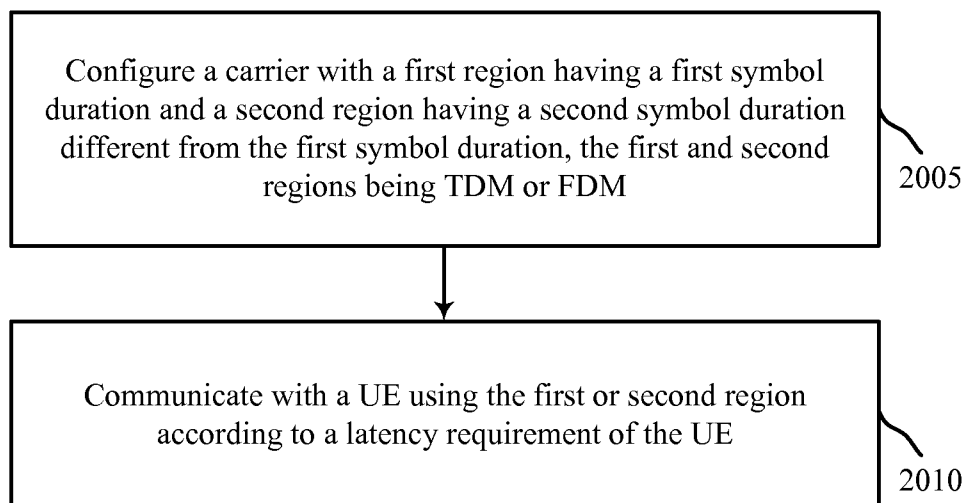 Configure a carrier with a first region having a first symbol
duration and a second region having a second symbol duration
different from the first symbol duration, the first and second
regions being TDM or FDM
2005
Communicate with a UE using the first or second region
according to a latency requirement of the UE
2010